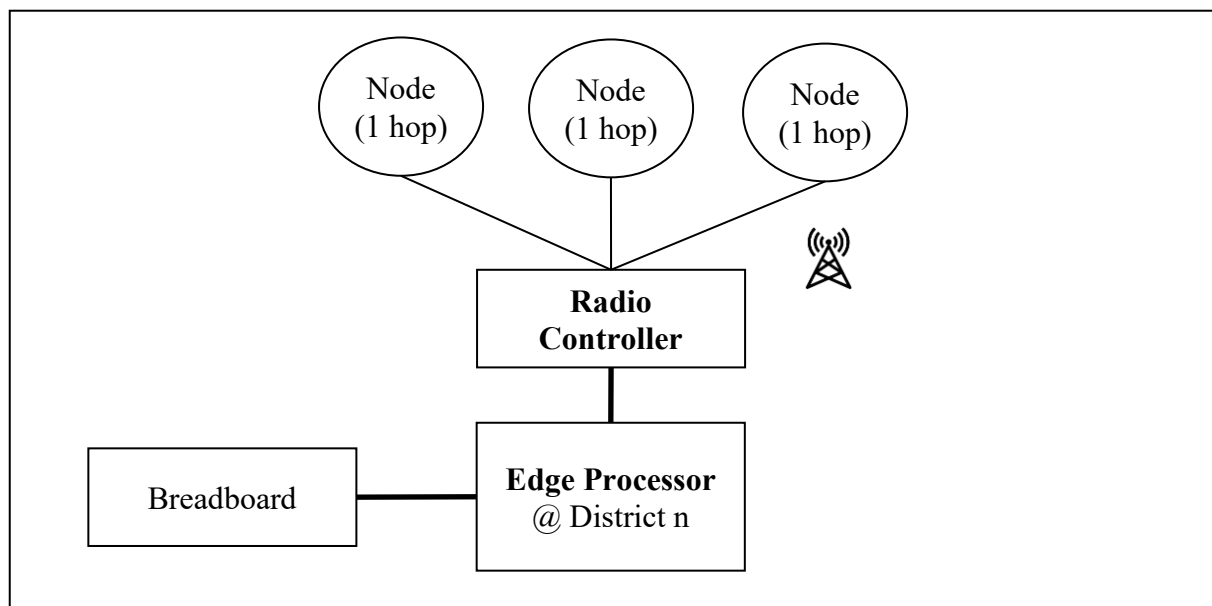 Node
(1 hop)
Node
(1 hop)
Node
(1 hop)
Radio
Controller
Edge Processor
@ District n
Breadboard